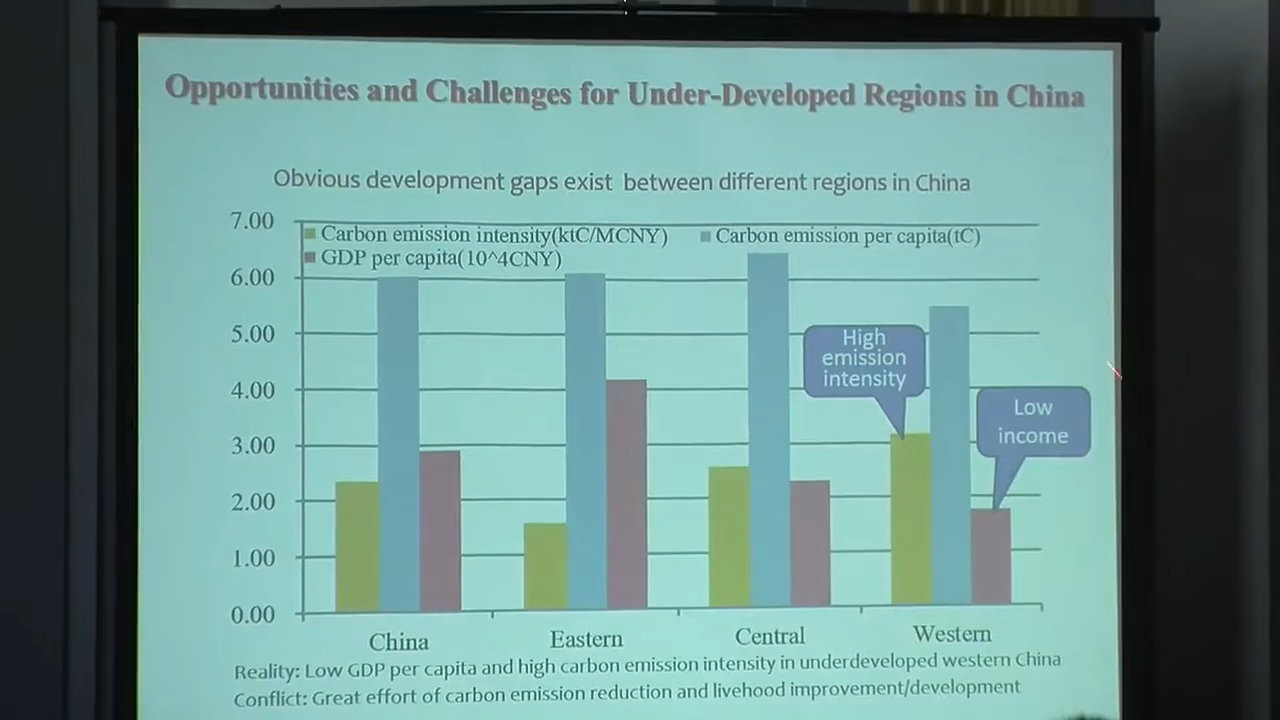 Opportunities and Challenges for Under-Developed Regions in China
Obvious development gaps exist between different regions in China
7.00
Carbon emission intensity(ktC/MCNY)
Carbon emission per capita(tC)
GDP per capita(10^4CNY)
6.00
5.00
4.00
3.00
2.00
1.00
0.00
High
emission
intensity
Low
income
China
Eastern
Central
Western
Reality: Low GDP per capita and high carbon emission intensity in underdeveloped western China
Conflict: Great effort of carbon emission reduction and livehood improvement/development